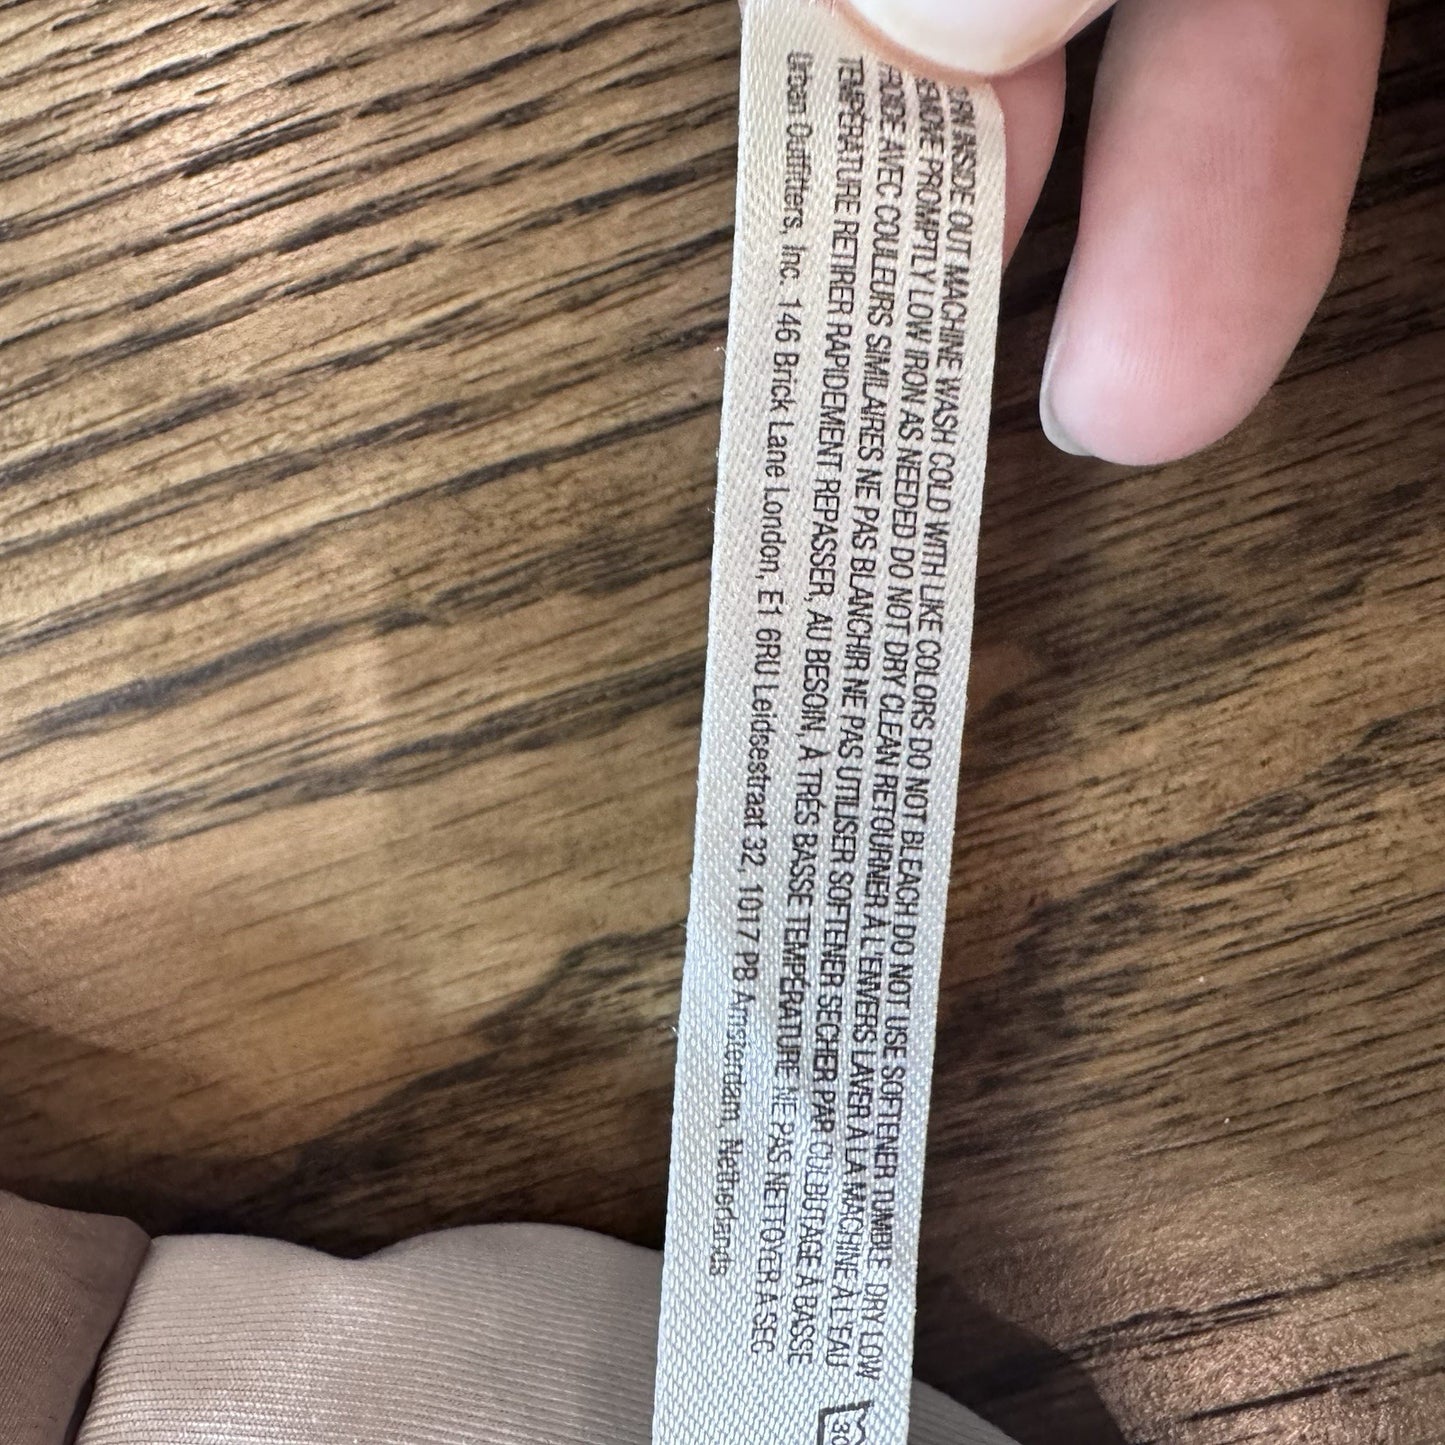 TURN INSIDE OUT MACHINE WASH COLD WITH LIKE COLORS DO NOT BLEACH DO NOT USE SOFTENER TUMBLE DRY LOW
REMOVE PROMPTLY LOW IRON AS NEEDED DO NOT DRY CLEAN RETOURNER À L'ENVERS LAVER À LA MACHINE À L'EAU
FROIDE AVEC COULEURS SIMILAIRES NE PAS BLANCHIR NE PAS UTILISER SOFTENER SECHER PAR CULBUTAGE À BASSE
TEMPÉRATURE RETIRER RAPIDEMENT REPASSER, AU BESOIN, À TRÉS BASSE TEMPÉRATURE NE PAS NETTOYER A-SEC
Urban Outfitters, Inc. 146 Brick Lane London, E1 6RU Leidsestraat 32, 1017 PB Amsterdam, Netherlands
30